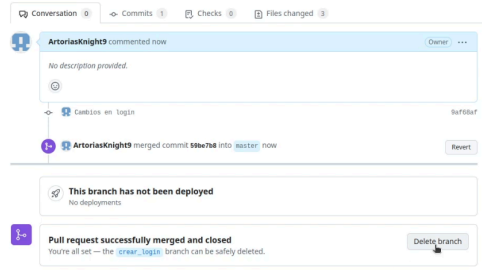 Conversation 0 Commits 1 Checks 0 Files changed 3
ArtoriasKnight9 commented now Owner ...
No description provided.
Cambios en login 9af68af
ArtoriasKnight9 merged commit 59be7b8 into master now Revert
This branch has not been deployed
No deployments
Pull request successfully merged and closed
You're all set — the crear_login branch can be safely deleted.
Delete branch